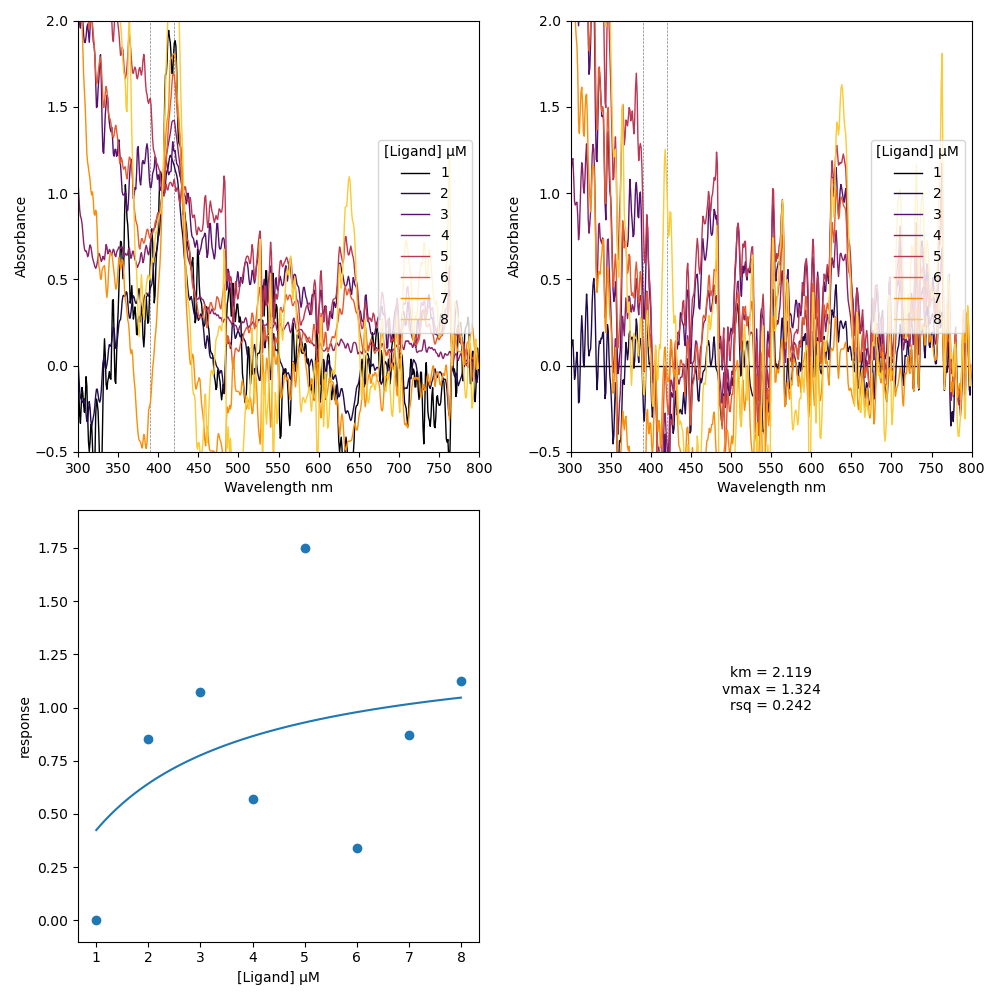 2.0
1.5
1.0
0.5
0.0
−0.5
Absorbance
300 350 400 450 500 550 600 650 700 750 800
Wavelength nm
[Ligand] μM
1
2
3
4
5
6
7
8
2.0
1.5
1.0
0.5
0.0
−0.5
Absorbance
300 350 400 450 500 550 600 650 700 750 800
Wavelength nm
[Ligand] μM
1
2
3
4
5
6
7
8
1.75
1.50
1.25
1.00
0.75
0.50
0.25
0.00
response
1 2 3 4 5 6 7 8
[Ligand] μM
km = 2.119
vmax = 1.324
rsq = 0.242